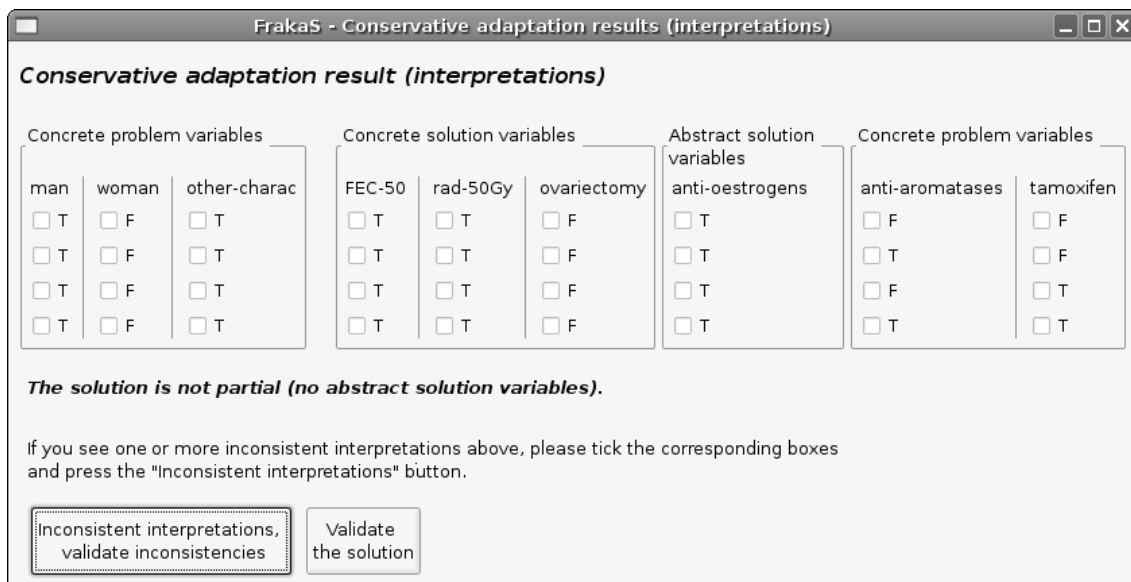 FrakaS - Conservative adaptation results (interpretations)
Conservative adaptation result (interpretations)
Concrete problem variables Concrete solution variables Abstract solution variables Concrete problem variables
man woman other-charac FEC-50 rad-50Gy ovariectomy anti-oestrogens anti-aromatases tamoxifen
T F T T T F T F F
T F T T T F T T F
T F T T T F T F T
T F T T T F T T T
The solution is not partial (no abstract solution variables).
If you see one or more inconsistent interpretations above, please tick the corresponding boxes
and press the "Inconsistent interpretations" button.
Inconsistent interpretations,
validate inconsistencies
Validate
the solution